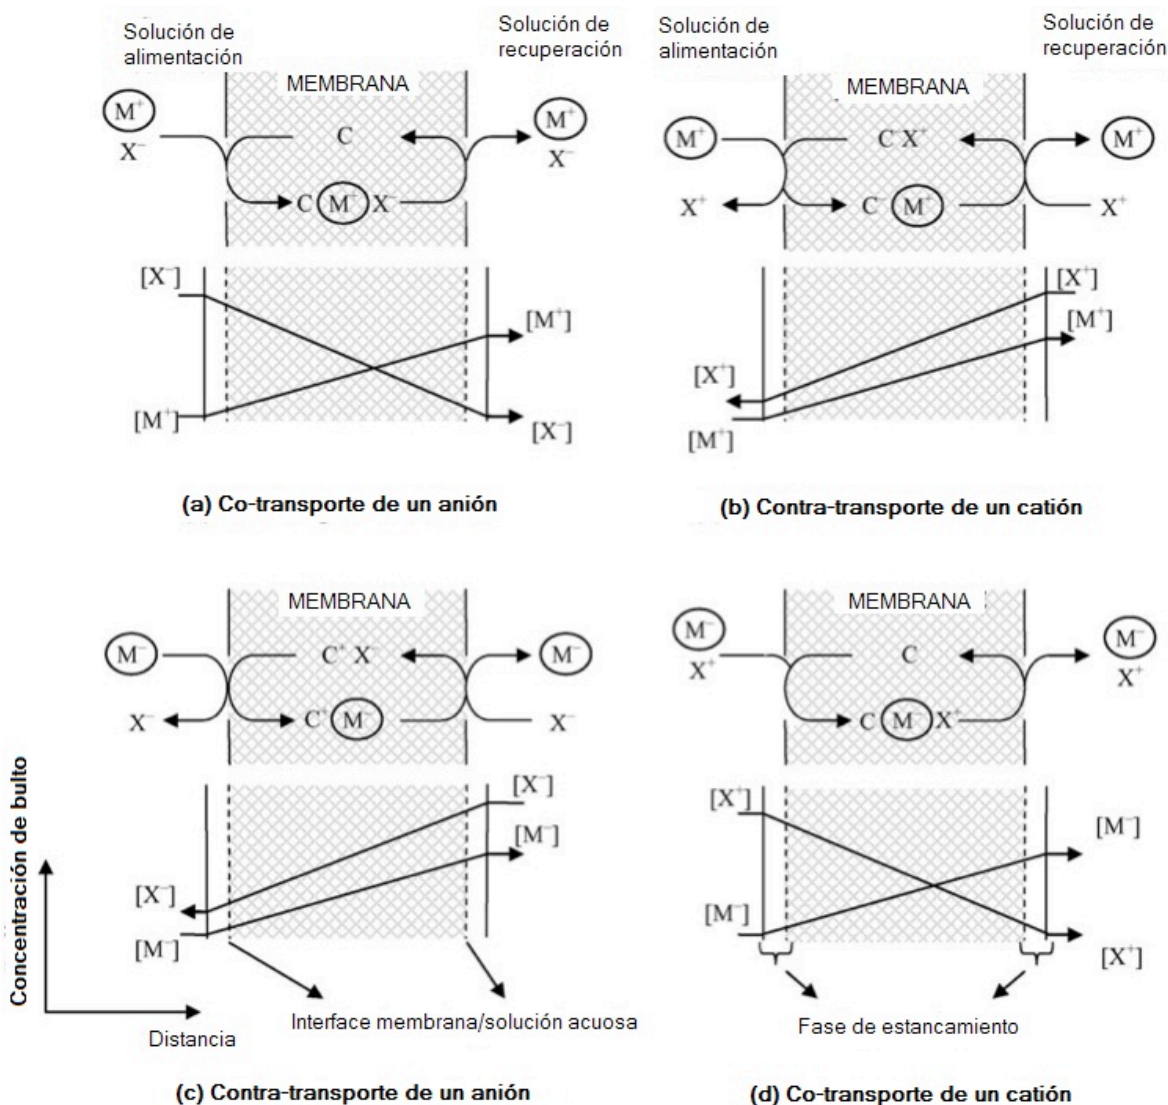 Solución de
alimentación
Solución de
recuperación
MEMBRANA
M⁺
X⁻
C
M⁺
X⁻
C M⁺ X⁻
[X⁻]
[M⁺]
[M⁺]
[X⁻]
(a) Co-transporte de un anión
Solución de
alimentación
Solución de
recuperación
MEMBRANA
M⁺
C X⁺
M⁺
X⁺
C⁻ M⁺
X⁺
[X⁺]
[M⁺]
[X⁺]
[M⁺]
(b) Contra-transporte de un catión
MEMBRANA
M⁻
C⁺ X⁻
M⁻
X⁻
C⁺ M⁻
X⁻
[X⁻]
[M⁻]
[X⁻]
[M⁻]
Concentración de bulto
Distancia
Interface membrana/solución acuosa
(c) Contra-transporte de un anión
MEMBRANA
M⁻
X⁺
C
M⁻
X⁺
C M⁻ X⁺
[X⁺]
[M⁻]
[M⁻]
[X⁺]
Fase de estancamiento
(d) Co-transporte de un catión